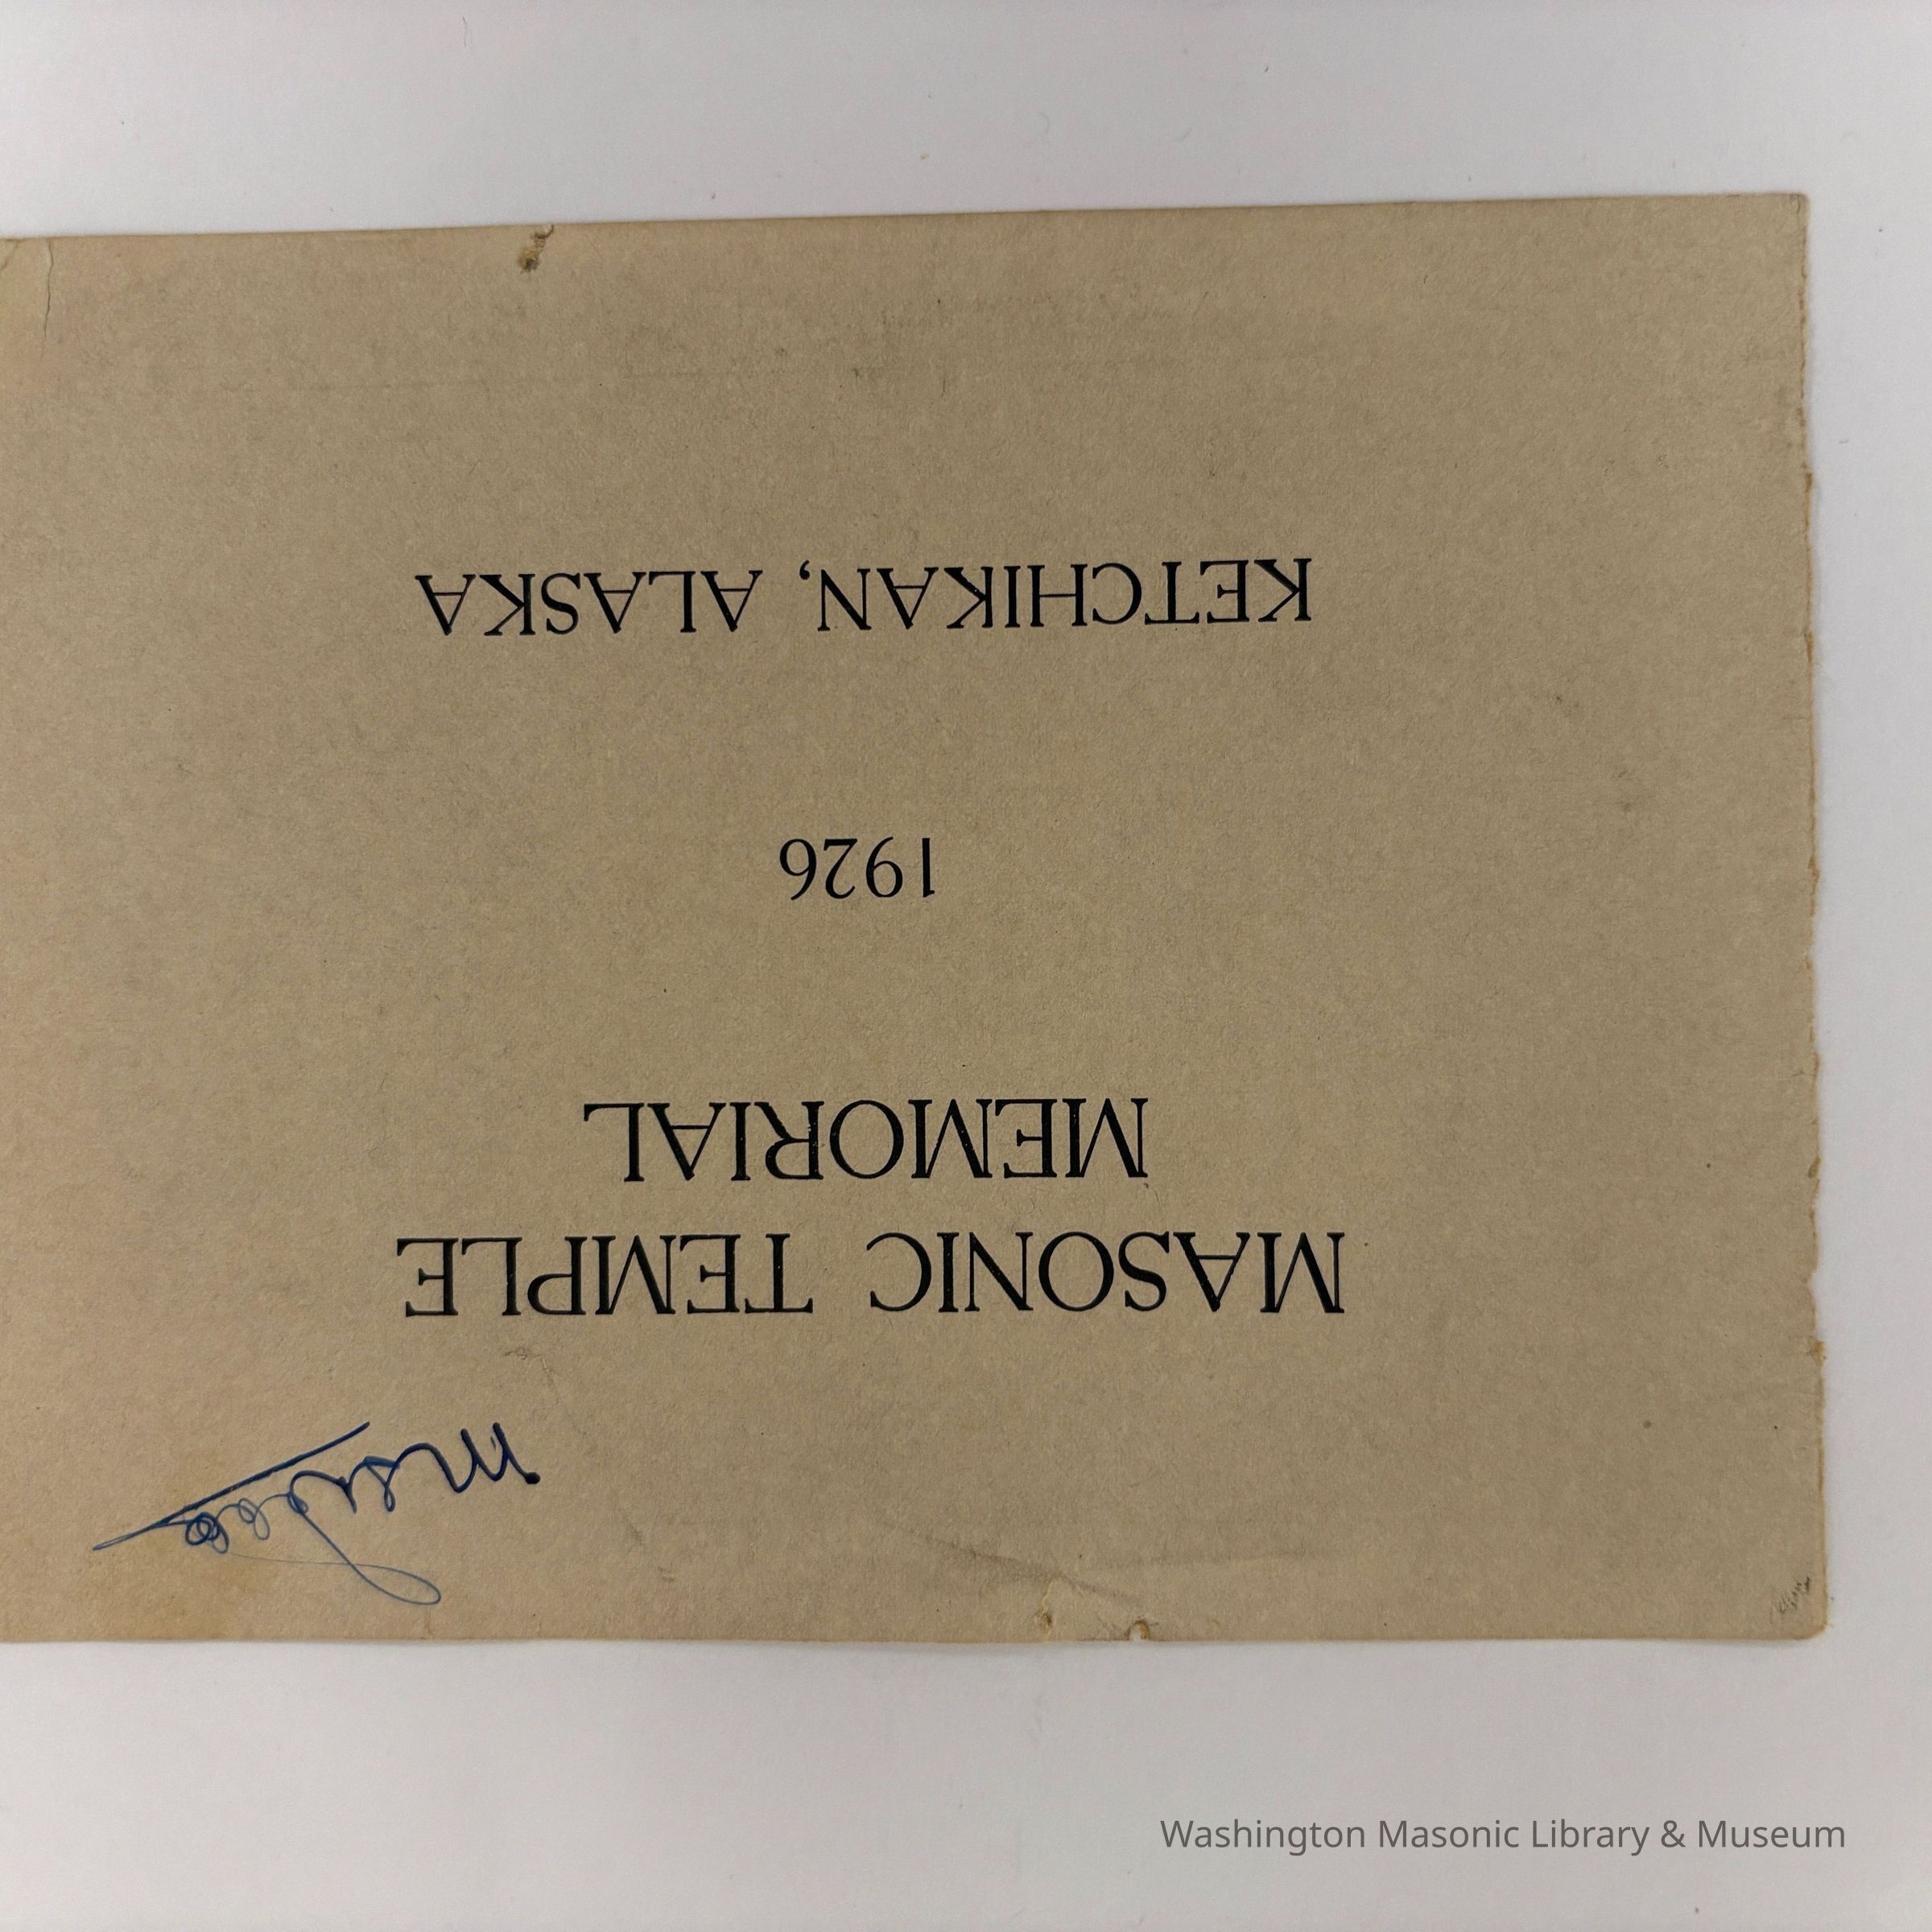 MASONIC TEMPLE
MEMORIAL
1926
KETCHIKAN, ALASKA
Washington Masonic Library & Museum